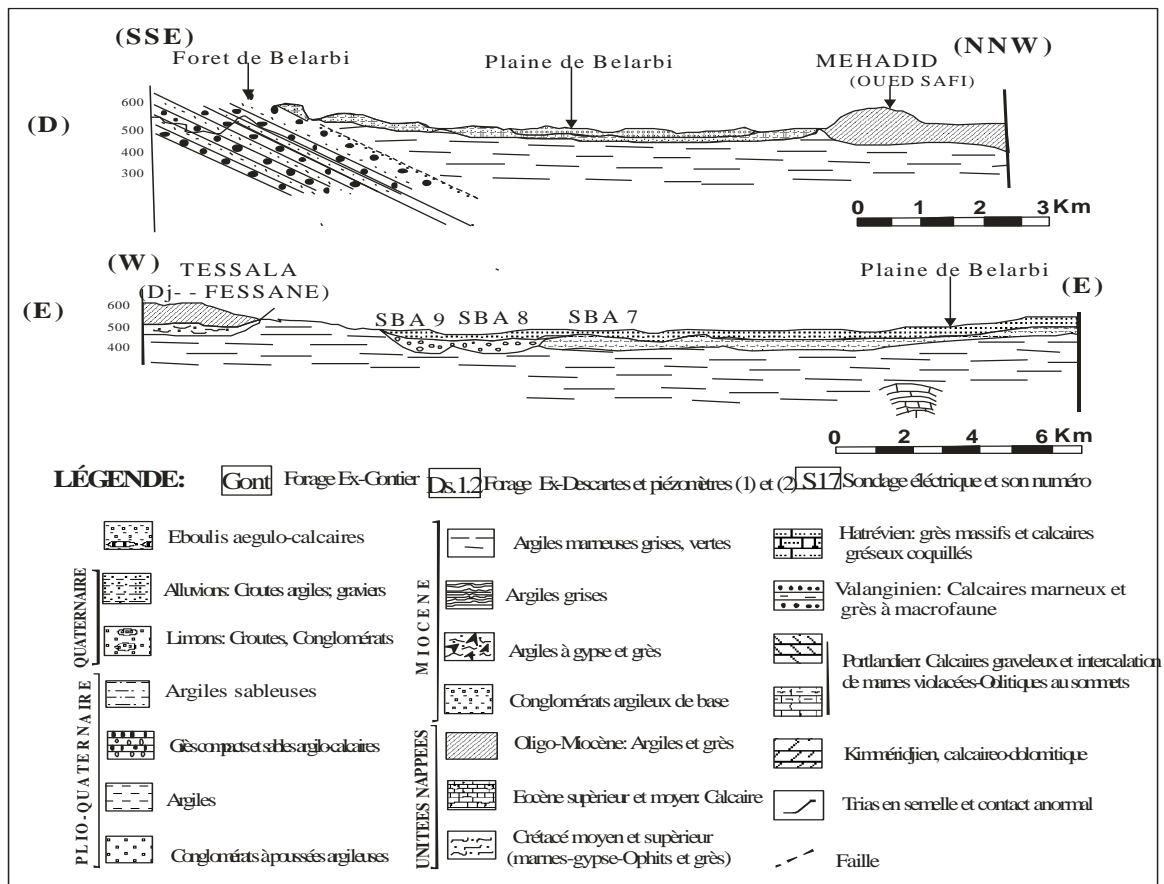 (SSE)
Foret de Belarbi
Plaine de Belarbi
MEHADID
(OUED SAFI)
(NNW)
(D)
600
500
400
300
0 1 2 3 Km
(W)
TESSALA
(Dj- - FESSANE)
Plaine de Belarbi
(E)
(E)
600
500
400
SBA 9 SBA 8 SBA 7
0 2 4 6 Km
LÉGENDE:
Gont Forage Ex-Gontier
Ds.1.2 Forage Ex-Descartes et piézomètres (1) et (2)
S17 Sondage éléctrique et son numéro
Eboulis aegulo-calcaires
QUATERNAIRE
Alluvions: Croutes argiles; graviers
Limons: Croutes, Conglomérats
PLIO-QUATERNAIRE
Argiles sableuses
Grès compacts et sables argilo-calcaires
Argiles
Conglomérats à poussées argileuses
MIOCENE
Argiles marneuses grises, vertes
Argiles grises
Argiles à gypse et grès
Conglomérats argileux de base
UNITEES NAPPEES
Oligo-Miocène: Argiles et grès
Eocène supèrieur et moyen: Calcaire
Crétacé moyen et supèrieur
(marnes-gypse-Ophits et grès)
Hatrévien: grès massifs et calcaires
gréseux coquillés
Valanginien: Calcaires marneux et
grès à macrofaune
Portlandien: Calcaires graveleux et intercalation
de marnes violacées-Oolitiques au sommets
Kimméridjien, calcaireo-dolomitique
Trias en semelle et contact anormal
Faille